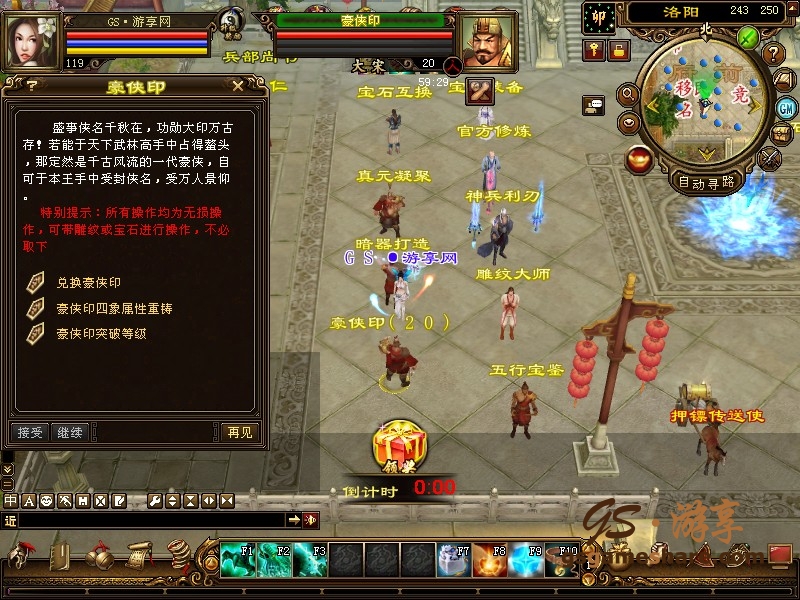 GS·游享网
119
豪侠印
大宋
20
59:29
卯
洛阳
243 250
北
自动寻路
GM
兵部尚书
仁
宝石互换
官方修炼
真元凝聚
神兵利刃
暗器打造
GS·游享网
雕纹大师
豪侠印(20)
五行宝鉴
押镖传送使
豪侠印
盛事侠名千秋在，功勋大印万古
存！若能于天下武林高手中占得鳌头
，那定然是千古风流的一代豪侠，自
可于本王手中受封侠名，受万人景仰
。
特别提示：所有操作均为无损操
作，可带雕纹或宝石进行操作，不必
取下
兑换豪侠印
豪侠印四象属性重铸
豪侠印突破等级
接受
继续
再见
领奖
倒计时 0:00
中
A
近
F1
F2
F3
F7
F8
F9
F10
GS·游享